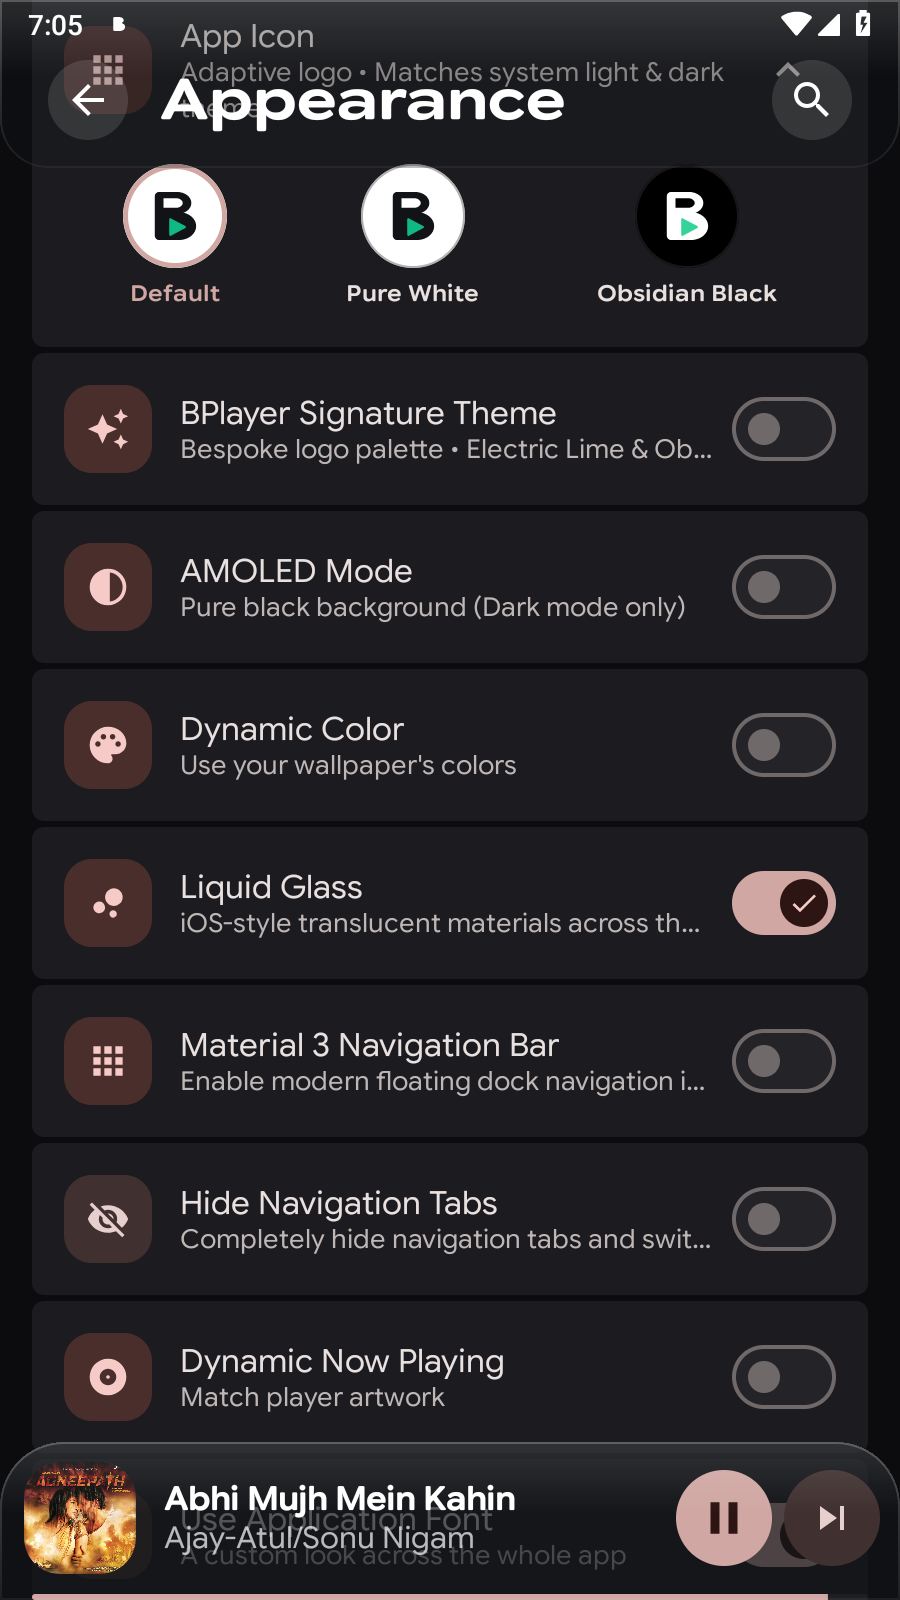 7:05
App Icon
Adaptive logo • Matches system light & dark
theme
Appearance
Default
Pure White
Obsidian Black
BPlayer Signature Theme
Bespoke logo palette • Electric Lime & Ob...
AMOLED Mode
Pure black background (Dark mode only)
Dynamic Color
Use your wallpaper's colors
Liquid Glass
iOS-style translucent materials across th...
Material 3 Navigation Bar
Enable modern floating dock navigation i...
Hide Navigation Tabs
Completely hide navigation tabs and swit...
Dynamic Now Playing
Match player artwork
AGNEEPATH
Abhi Mujh Mein Kahin
Use Application Font
Ajay-Atul/Sonu Nigam
A custom look across the whole app